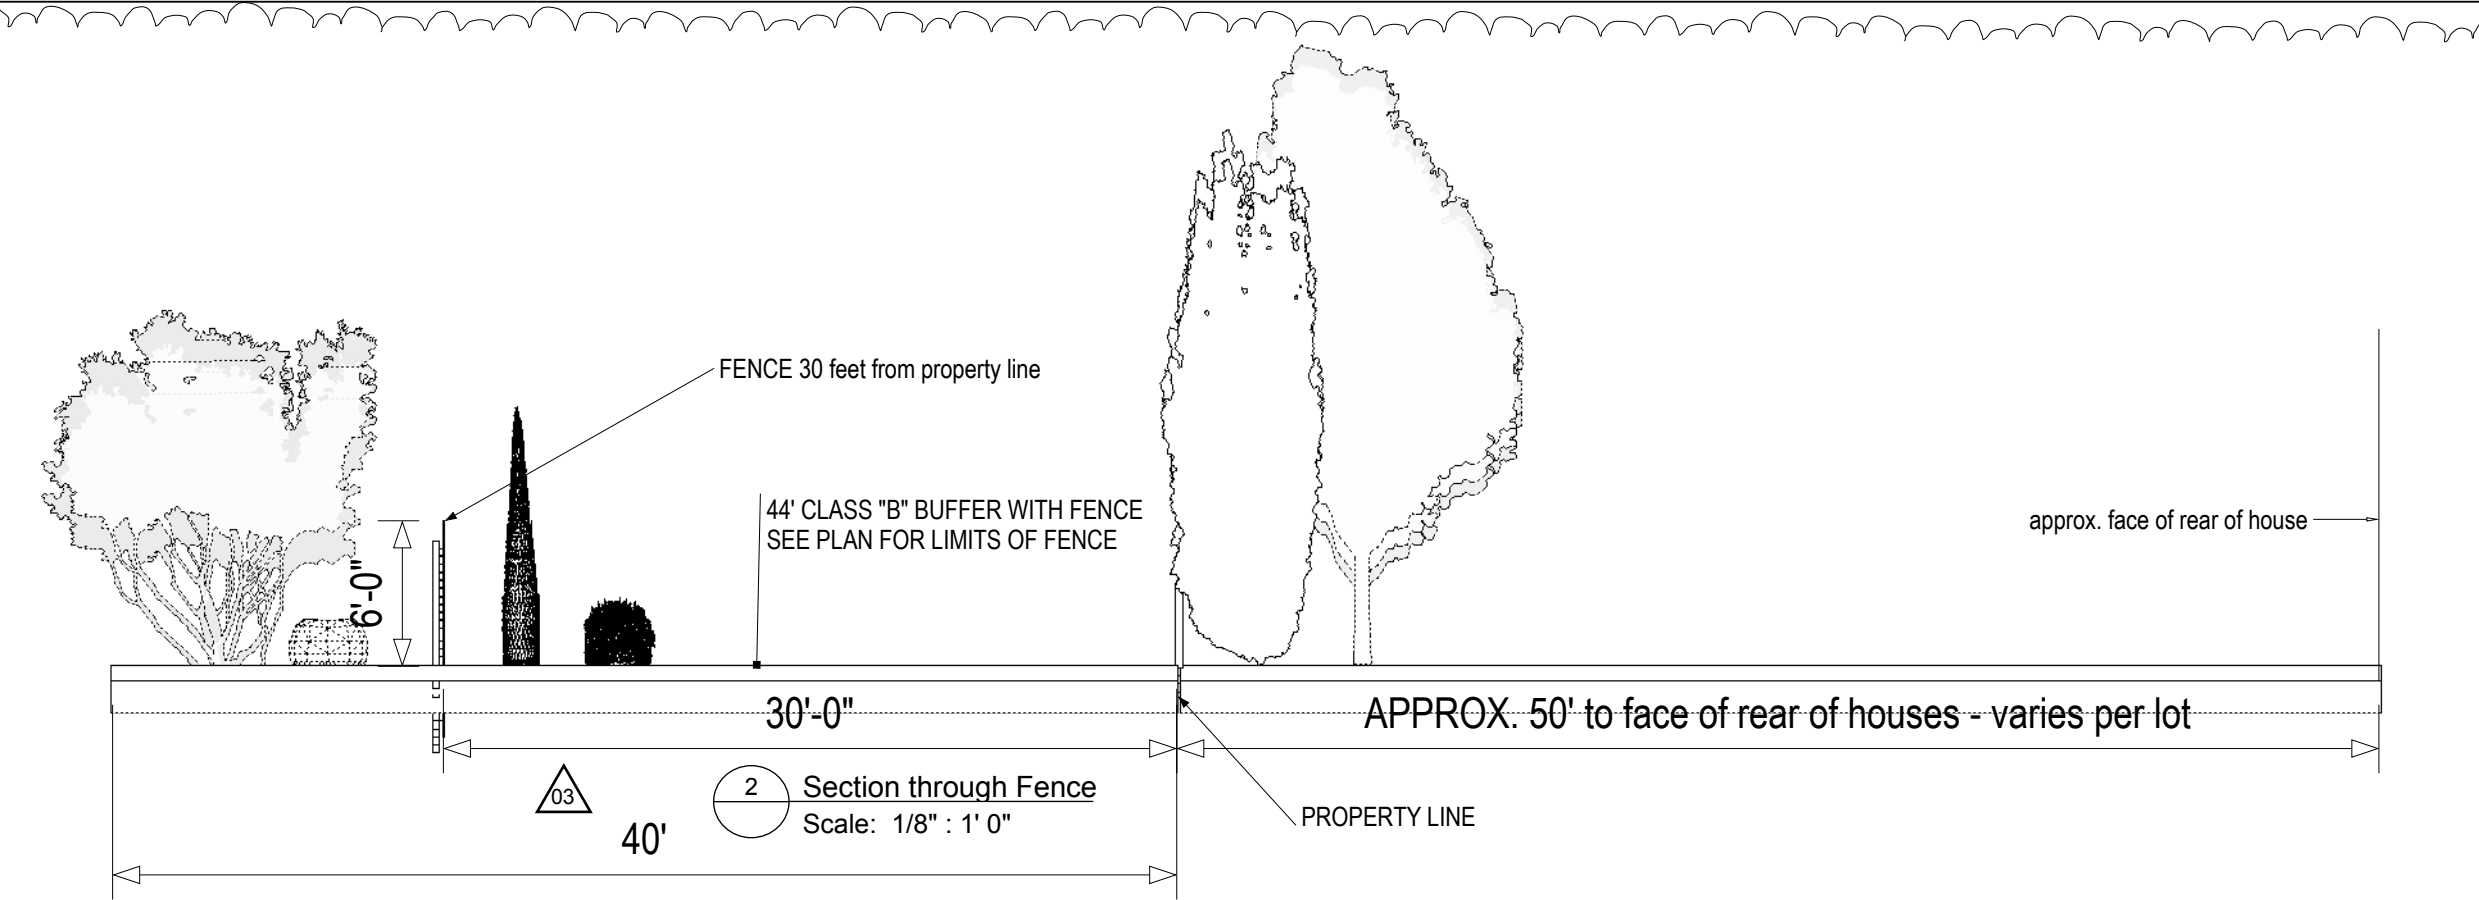 FENCE 30 feet from property line
44' CLASS "B" BUFFER WITH FENCE
SEE PLAN FOR LIMITS OF FENCE
approx. face of rear of house
6'-0"
30'-0"
APPROX. 50' to face of rear of houses - varies per lot
03
2
Section through Fence
Scale: 1/8" : 1' 0"
PROPERTY LINE
40'